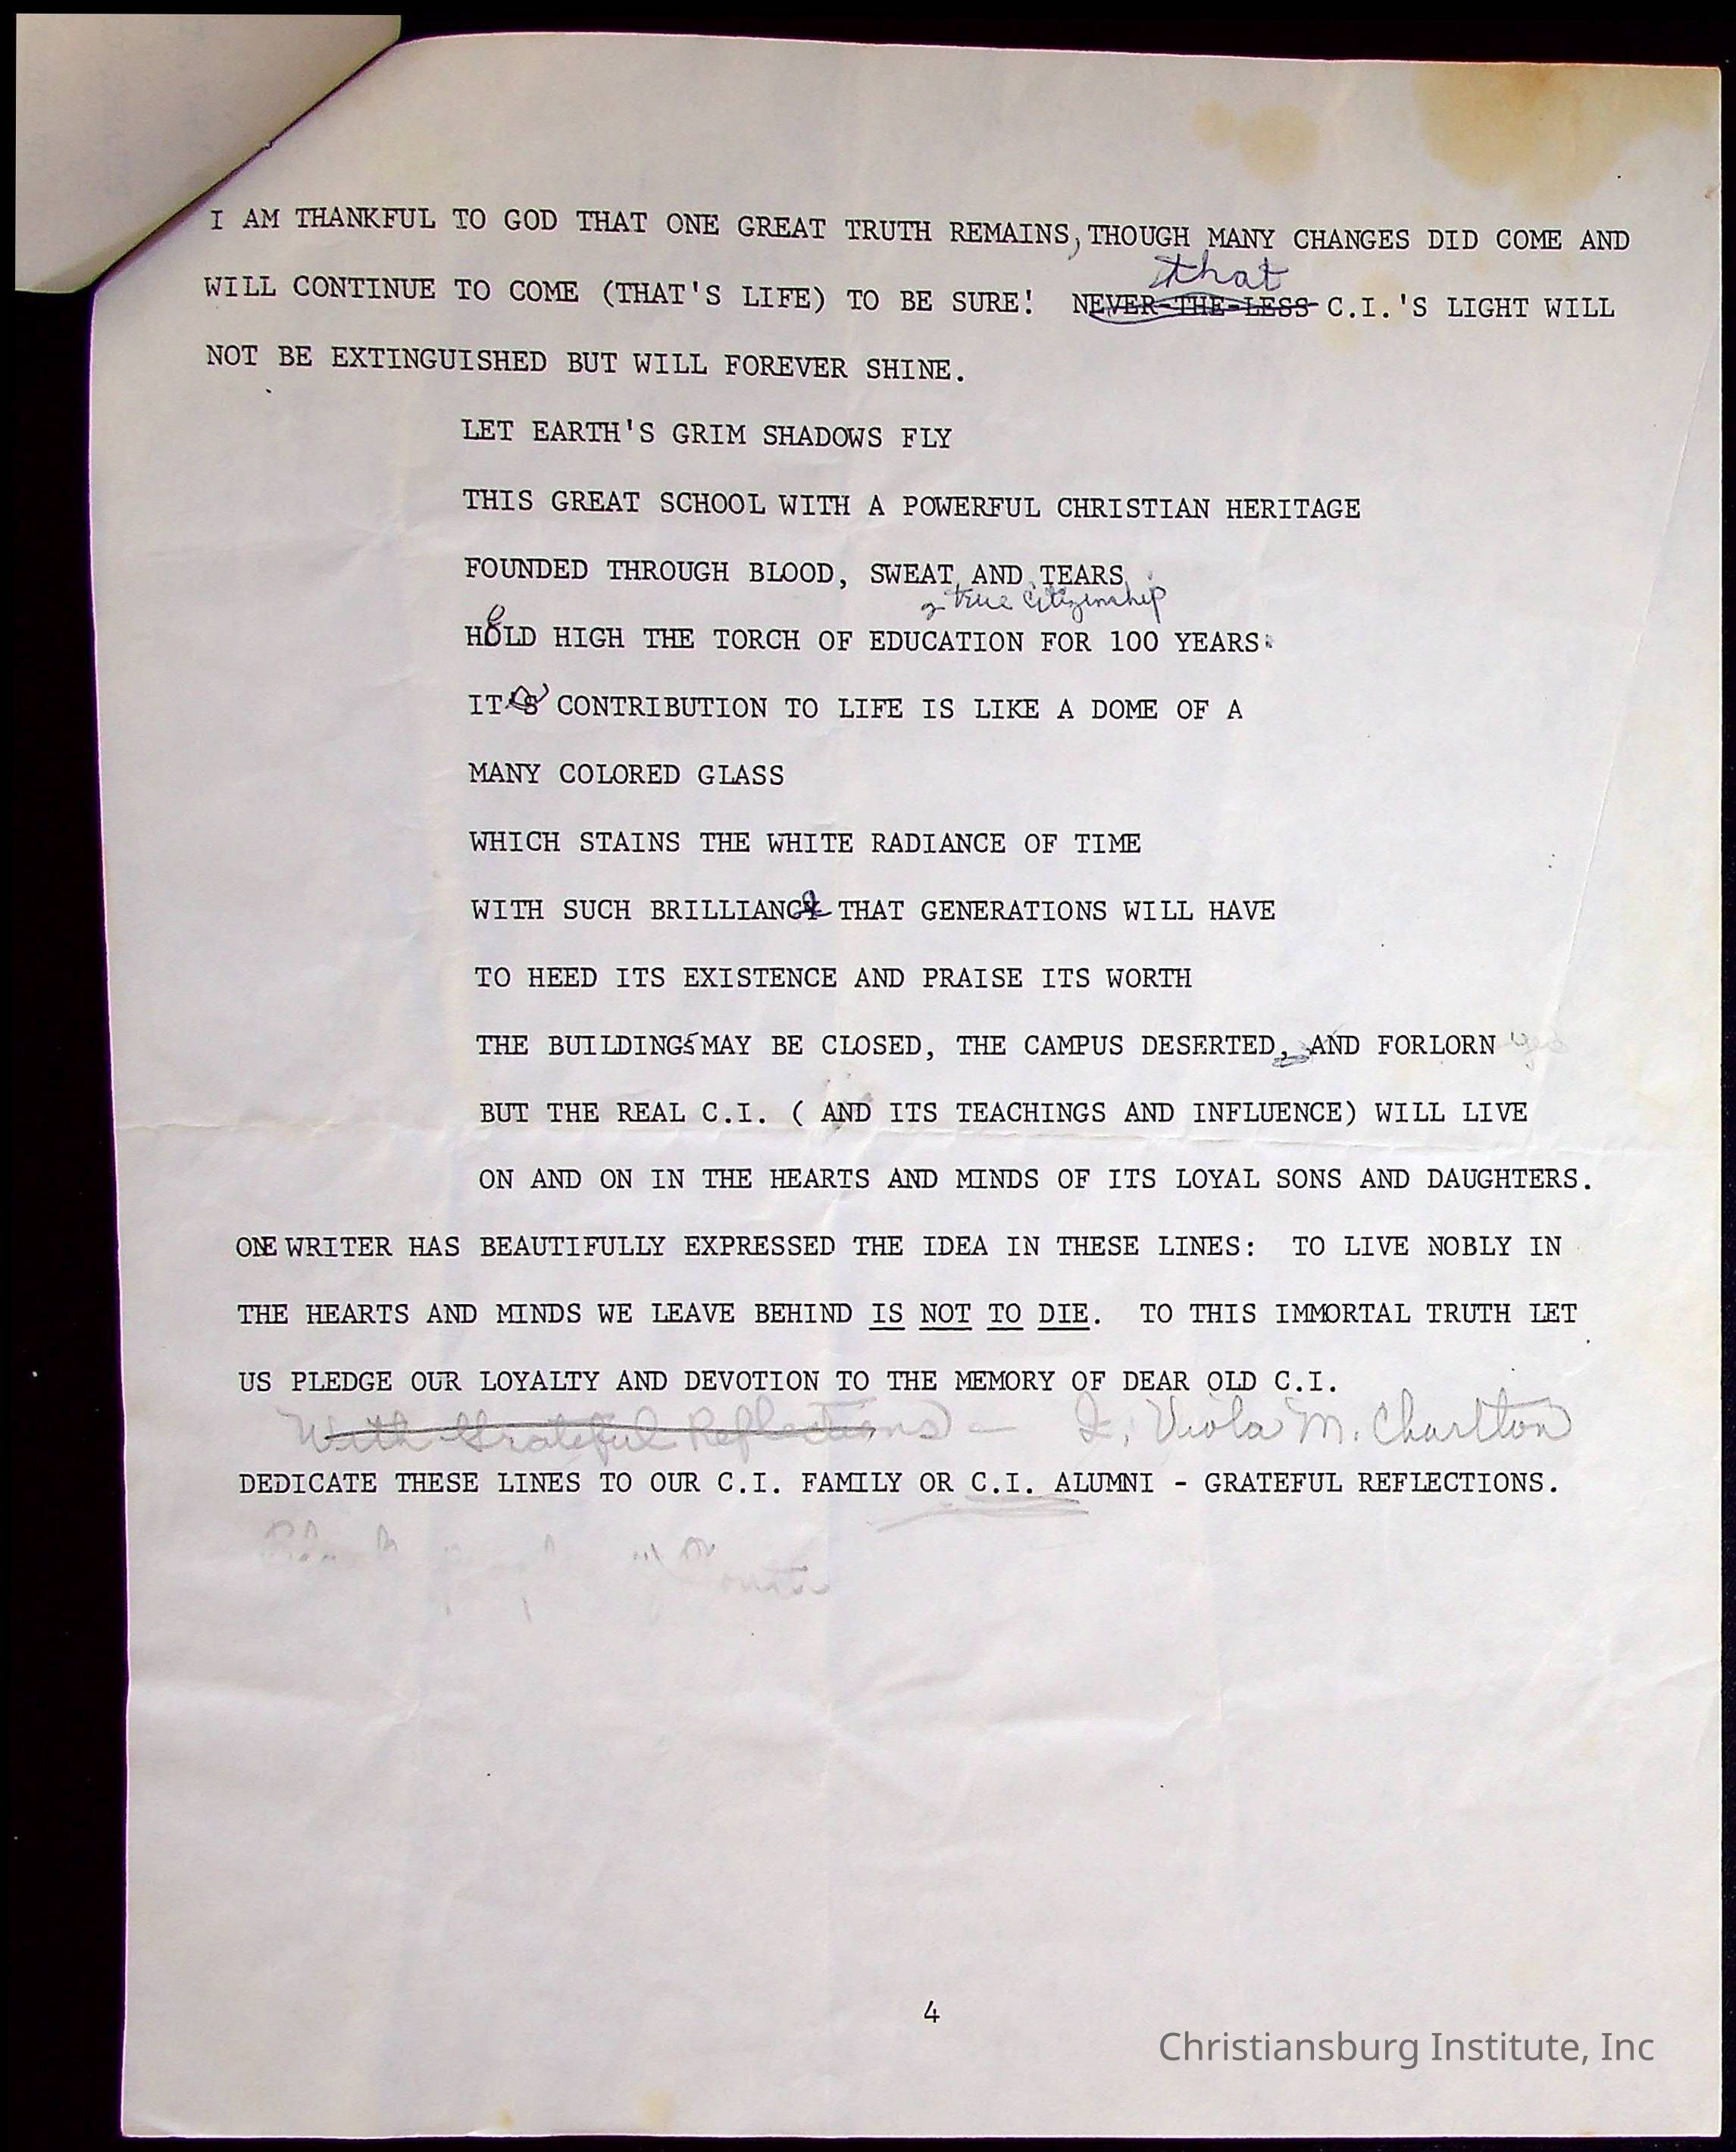 I AM THANKFUL TO GOD THAT ONE GREAT TRUTH REMAINS, THOUGH MANY CHANGES DID COME AND
that
WILL CONTINUE TO COME (THAT'S LIFE) TO BE SURE! NEVER-THE-LESS C.I.'S LIGHT WILL
NOT BE EXTINGUISHED BUT WILL FOREVER SHINE.
LET EARTH'S GRIM SHADOWS FLY
THIS GREAT SCHOOL WITH A POWERFUL CHRISTIAN HERITAGE
FOUNDED THROUGH BLOOD, SWEAT AND TEARS
true citizenship
HELD HIGH THE TORCH OF EDUCATION FOR 100 YEARS.
ITS CONTRIBUTION TO LIFE IS LIKE A DOME OF A
MANY COLORED GLASS
WHICH STAINS THE WHITE RADIANCE OF TIME
WITH SUCH BRILLIANCE THAT GENERATIONS WILL HAVE
TO HEED ITS EXISTENCE AND PRAISE ITS WORTH
THE BUILDINGS MAY BE CLOSED, THE CAMPUS DESERTED, AND FORLORN
BUT THE REAL C.I. ( AND ITS TEACHINGS AND INFLUENCE) WILL LIVE
ON AND ON IN THE HEARTS AND MINDS OF ITS LOYAL SONS AND DAUGHTERS.
ONE WRITER HAS BEAUTIFULLY EXPRESSED THE IDEA IN THESE LINES: TO LIVE NOBLY IN
THE HEARTS AND MINDS WE LEAVE BEHIND IS NOT TO DIE. TO THIS IMMORTAL TRUTH LET
US PLEDGE OUR LOYALTY AND DEVOTION TO THE MEMORY OF DEAR OLD C.I.
With Grateful Reflections - I, Viola M. Charlton
DEDICATE THESE LINES TO OUR C.I. FAMILY OR C.I. ALUMNI - GRATEFUL REFLECTIONS.
4
Christiansburg Institute, Inc